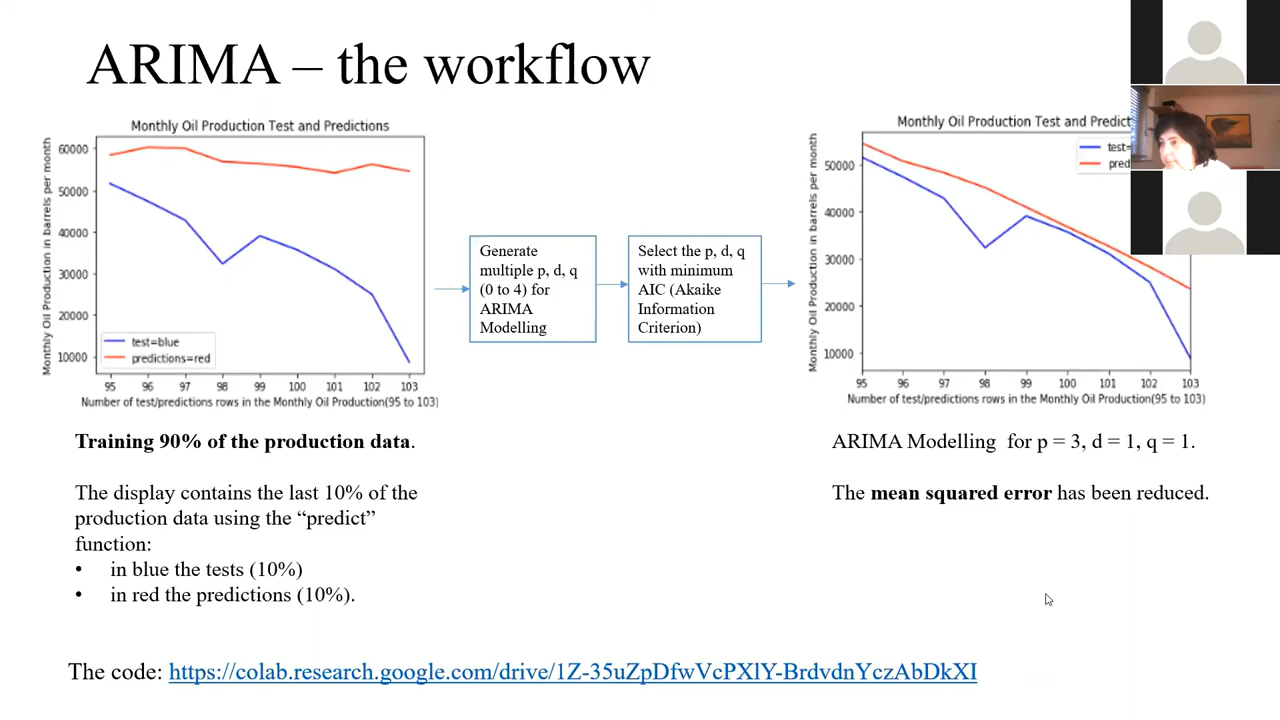 ARIMA – the workflow
Monthly Oil Production Test and Predictions
Monthly Oil Production in barrels per month
60000
50000
40000
30000
20000
10000
test=blue
predictions=red
95 96 97 98 99 100 101 102 103
Number of test/predictions rows in the Monthly Oil Production(95 to 103)
Generate
multiple p, d, q
(0 to 4) for
ARIMA
Modelling
Select the p, d, q
with minimum
AIC (Akaike
Information
Criterion)
Monthly Oil Production Test and Predict
Monthly Oil Production in barrels per month
50000
40000
30000
20000
10000
test=
pred
95 96 97 98 99 100 101 102 103
Number of test/predictions rows in the Monthly Oil Production(95 to 103)
Training 90% of the production data.
The display contains the last 10% of the
production data using the “predict”
function:
• in blue the tests (10%)
• in red the predictions (10%).
ARIMA Modelling for p = 3, d = 1, q = 1.
The mean squared error has been reduced.
The code: https://colab.research.google.com/drive/1Z-35uZpDfwVcPXlY-BrdvdnYczAbDkXI